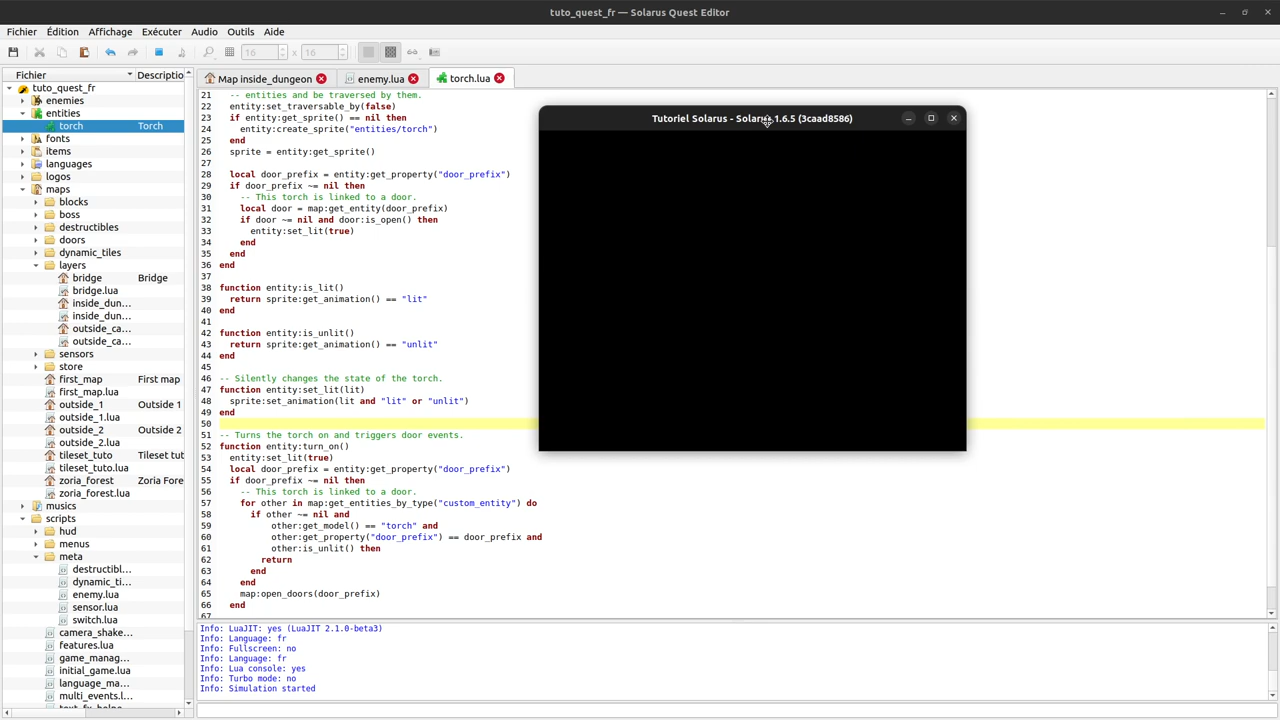 tuto_quest_fr — Solarus Quest Editor
Fichier Édition Affichage Exécuter Audio Outils Aide
16 x 16
Fichier Descriptio
tuto_quest_fr
enemies
entities
torch Torch
fonts
items
languages
logos
maps
blocks
boss
destructibles
doors
dynamic_tiles
layers
bridge Bridge
bridge.lua
inside_dun...
inside_dun...
outside_ca...
outside_ca...
sensors
store
first_map First map
first_map.lua
outside_1 Outside 1
outside_1.lua
outside_2 Outside 2
outside_2.lua
tileset_tuto Tileset tut
tileset_tuto.lua
zoria_forest Zoria Fore
zoria_forest.lua
musics
scripts
hud
menus
meta
destructibl...
dynamic_ti...
enemy.lua
sensor.lua
switch.lua
camera_shake...
features.lua
game_manag...
initial_game.lua
language_ma...
multi_events.l...
Map inside_dungeon enemy.lua torch.lua
21 -- entities and be traversed by them.
22 entity:set_traversable_by(false)
23 if entity:get_sprite() == nil then
24 entity:create_sprite("entities/torch")
25 end
26 sprite = entity:get_sprite()
27
28 local door_prefix = entity:get_property("door_prefix")
29 if door_prefix ~= nil then
30 -- This torch is linked to a door.
31 local door = map:get_entity(door_prefix)
32 if door ~= nil and door:is_open() then
33 entity:set_lit(true)
34 end
35 end
36 end
37
38 function entity:is_lit()
39 return sprite:get_animation() == "lit"
40 end
41
42 function entity:is_unlit()
43 return sprite:get_animation() == "unlit"
44 end
45
46 -- Silently changes the state of the torch.
47 function entity:set_lit(lit)
48 sprite:set_animation(lit and "lit" or "unlit")
49 end
50
51 -- Turns the torch on and triggers door events.
52 function entity:turn_on()
53 entity:set_lit(true)
54 local door_prefix = entity:get_property("door_prefix")
55 if door_prefix ~= nil then
56 -- This torch is linked to a door.
57 for other in map:get_entities_by_type("custom_entity") do
58 if other ~= nil and
59 other:get_model() == "torch" and
60 other:get_property("door_prefix") == door_prefix and
61 other:is_unlit() then
62 return
63 end
64 end
65 map:open_doors(door_prefix)
66 end
67
Tutoriel Solarus - Solarus 1.6.5 (3caad8586)
Info: LuaJIT: yes (LuaJIT 2.1.0-beta3)
Info: Language: fr
Info: Fullscreen: no
Info: Language: fr
Info: Lua console: yes
Info: Turbo mode: no
Info: Simulation started